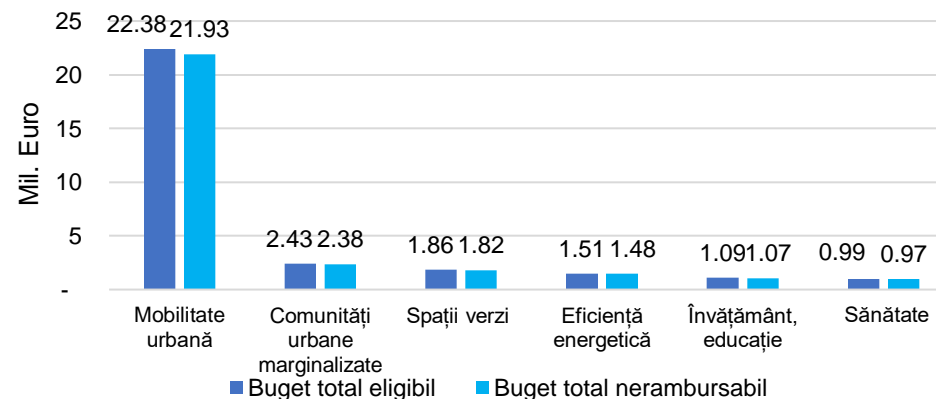 Mil. Euro
25
20
15
10
5
-
22.38 21.93
2.43 2.38
1.86 1.82
1.51 1.48
1.09 1.07
0.99 0.97
Mobilitate
urbană
Comunități
urbane
marginalizate
Spații verzi
Eficiență
energetică
Învățământ,
educație
Sănătate
Buget total eligibil
Buget total nerambursabil